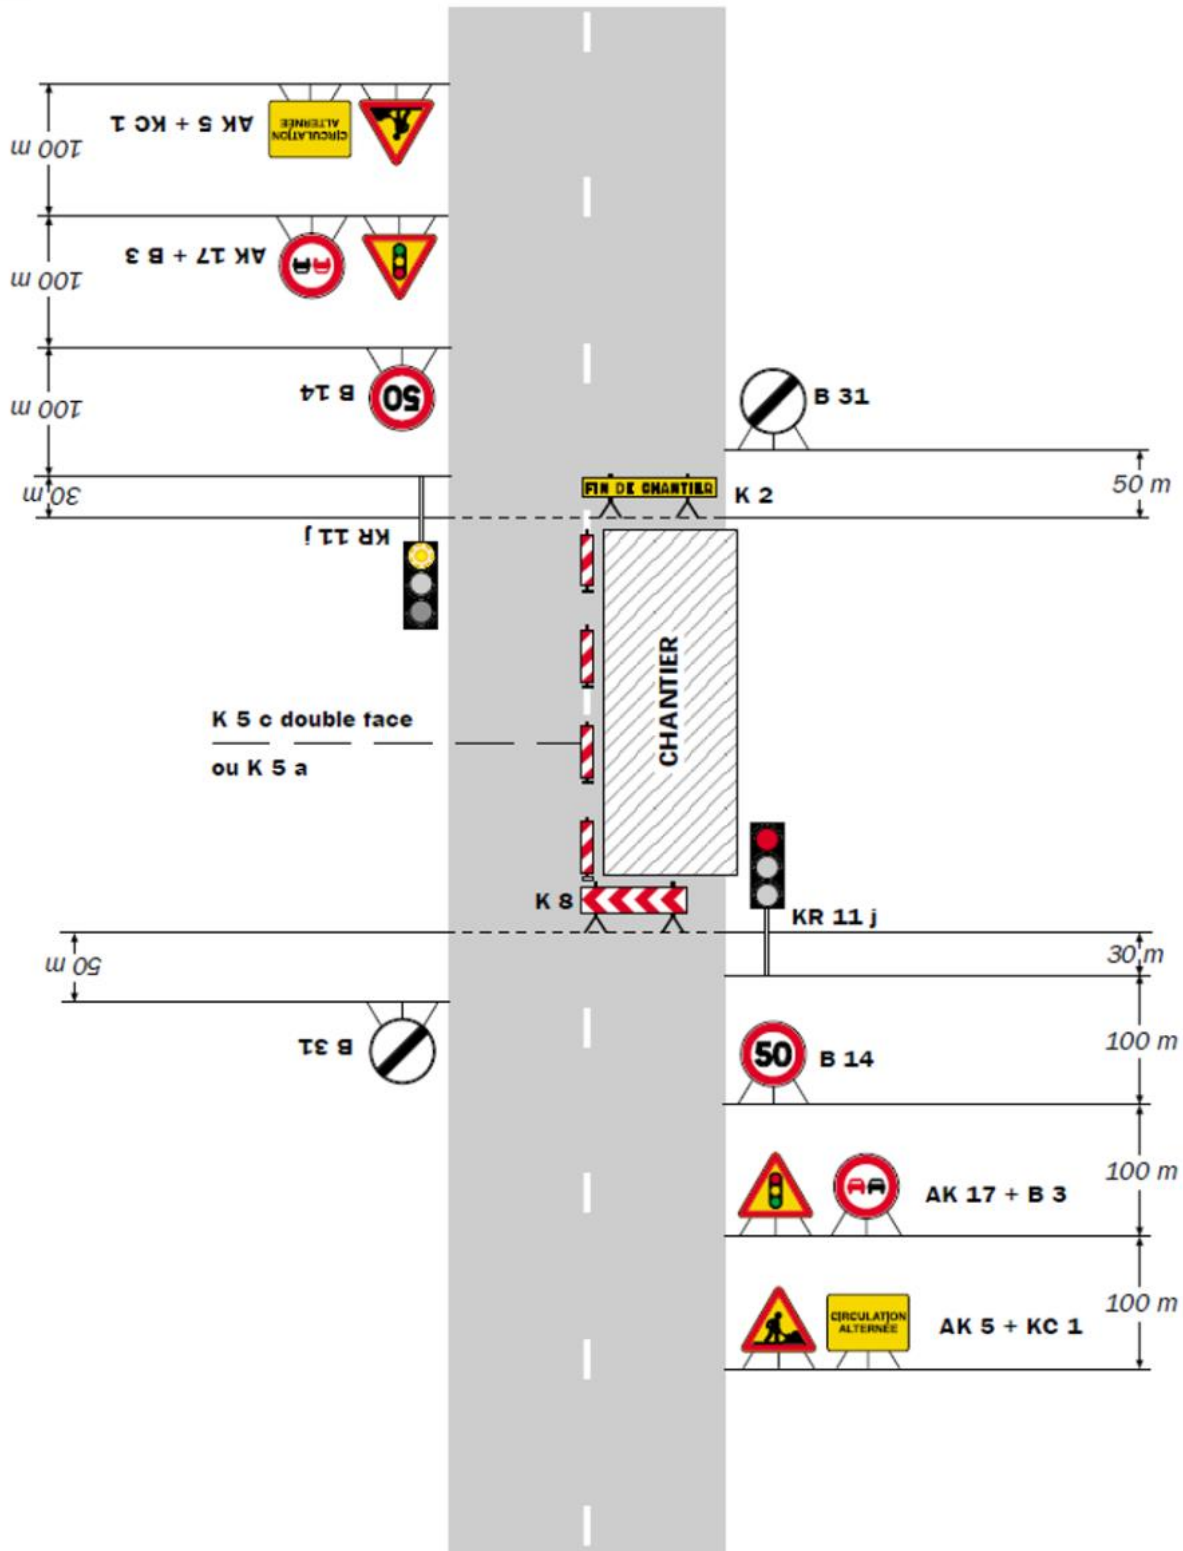 AK 5 + KC 1
CIRCULATION
ALTERNÉE
100 m
AK 17 + B 3
100 m
B 14
50
100 m
30 m
KR 11 j
B 31
50 m
FIN DE CHANTIER
K 2
CHANTIER
K 5 c double face
ou K 5 a
K 8
KR 11 j
50 m
30 m
B 31
50
B 14
100 m
AK 17 + B 3
100 m
CIRCULATION
ALTERNÉE
AK 5 + KC 1
100 m